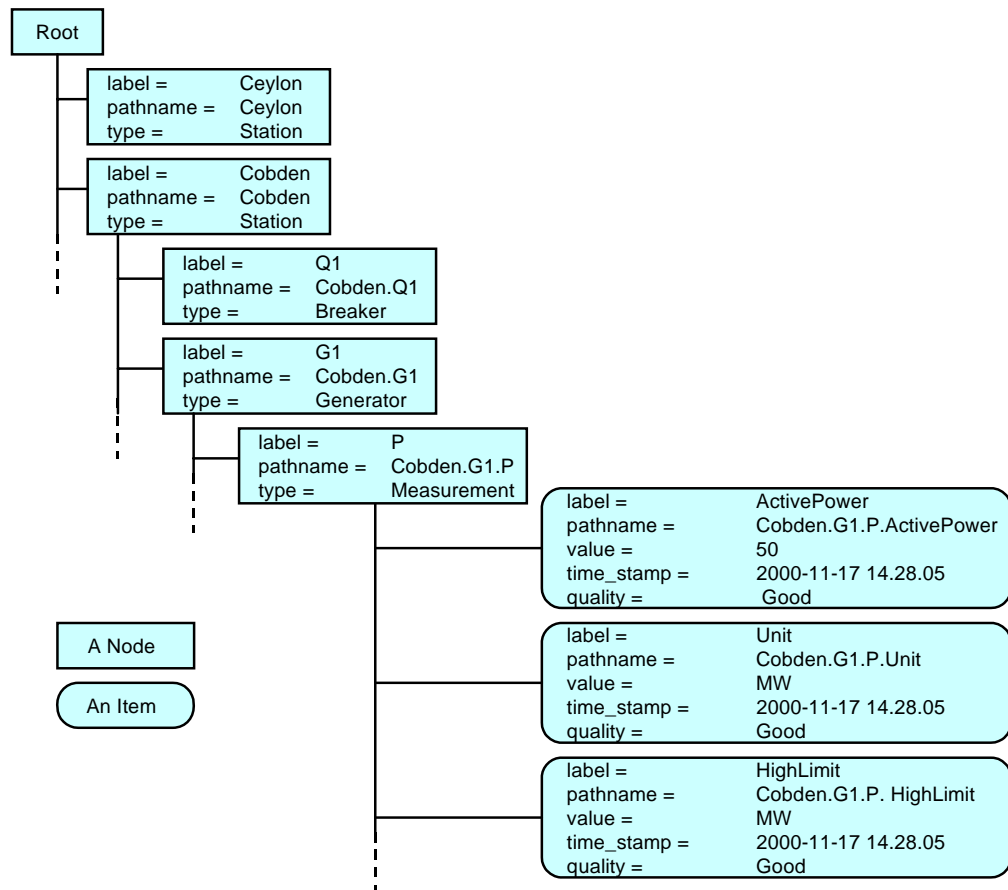 Root
label = Ceylon
pathname = Ceylon
type = Station
label = Cobden
pathname = Cobden
type = Station
label = Q1
pathname = Cobden.Q1
type = Breaker
label = G1
pathname = Cobden.G1
type = Generator
label = P
pathname = Cobden.G1.P
type = Measurement
label = ActivePower
pathname = Cobden.G1.P.ActivePower
value = 50
time_stamp = 2000-11-17 14.28.05
quality = Good
label = Unit
pathname = Cobden.G1.P.Unit
value = MW
time_stamp = 2000-11-17 14.28.05
quality = Good
label = HighLimit
pathname = Cobden.G1.P. HighLimit
value = MW
time_stamp = 2000-11-17 14.28.05
quality = Good
A Node
An Item